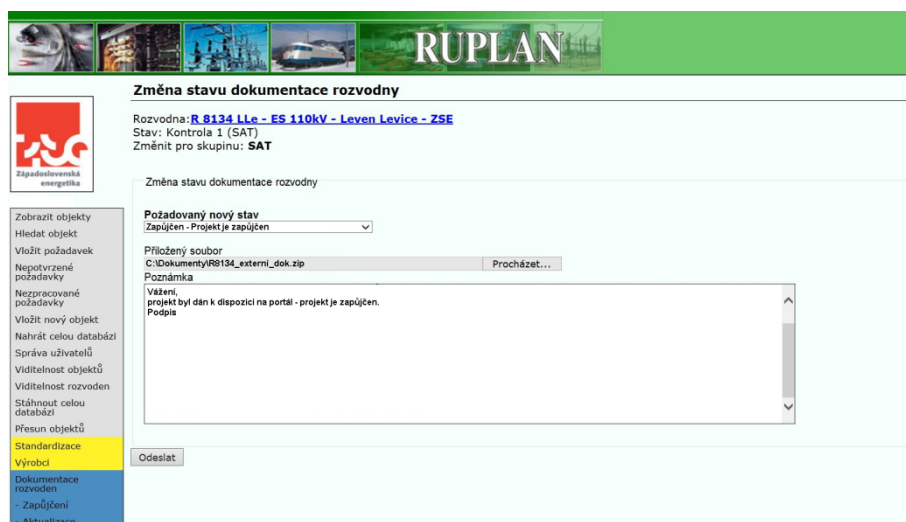 RUPLAN
Změna stavu dokumentace rozvodny
Západoslovenská
energetika
Rozvodna:R 8134 LLe - ES 110kV - Leven Levice - ZSE
Stav: Kontrola 1 (SAT)
Změnit pro skupinu: SAT
Změna stavu dokumentace rozvodny
Požadovaný nový stav
Zapůjčen - Projekt je zapůjčen
Přiložený soubor
C:\Dokumenty\R8134_externí_dok.zip
Procházet...
Poznámka
Vážení,
projekt byl dán k dispozici na portál - projekt je zapůjčen.
Podpis
Odeslat
Zobrazit objekty
Hledat objekt
Vložit požadavek
Nepotvrzené
požadavky
Nezpracované
požadavky
Vložit nový objekt
Nahrát celou databázi
Správa uživatelů
Viditelnost objektů
Viditelnost rozvoden
Stáhnout celou
databázi
Přesun objektů
Standardizace
Výrobci
Dokumentace
rozvoden
- Zapůjčení
- Aktualizace